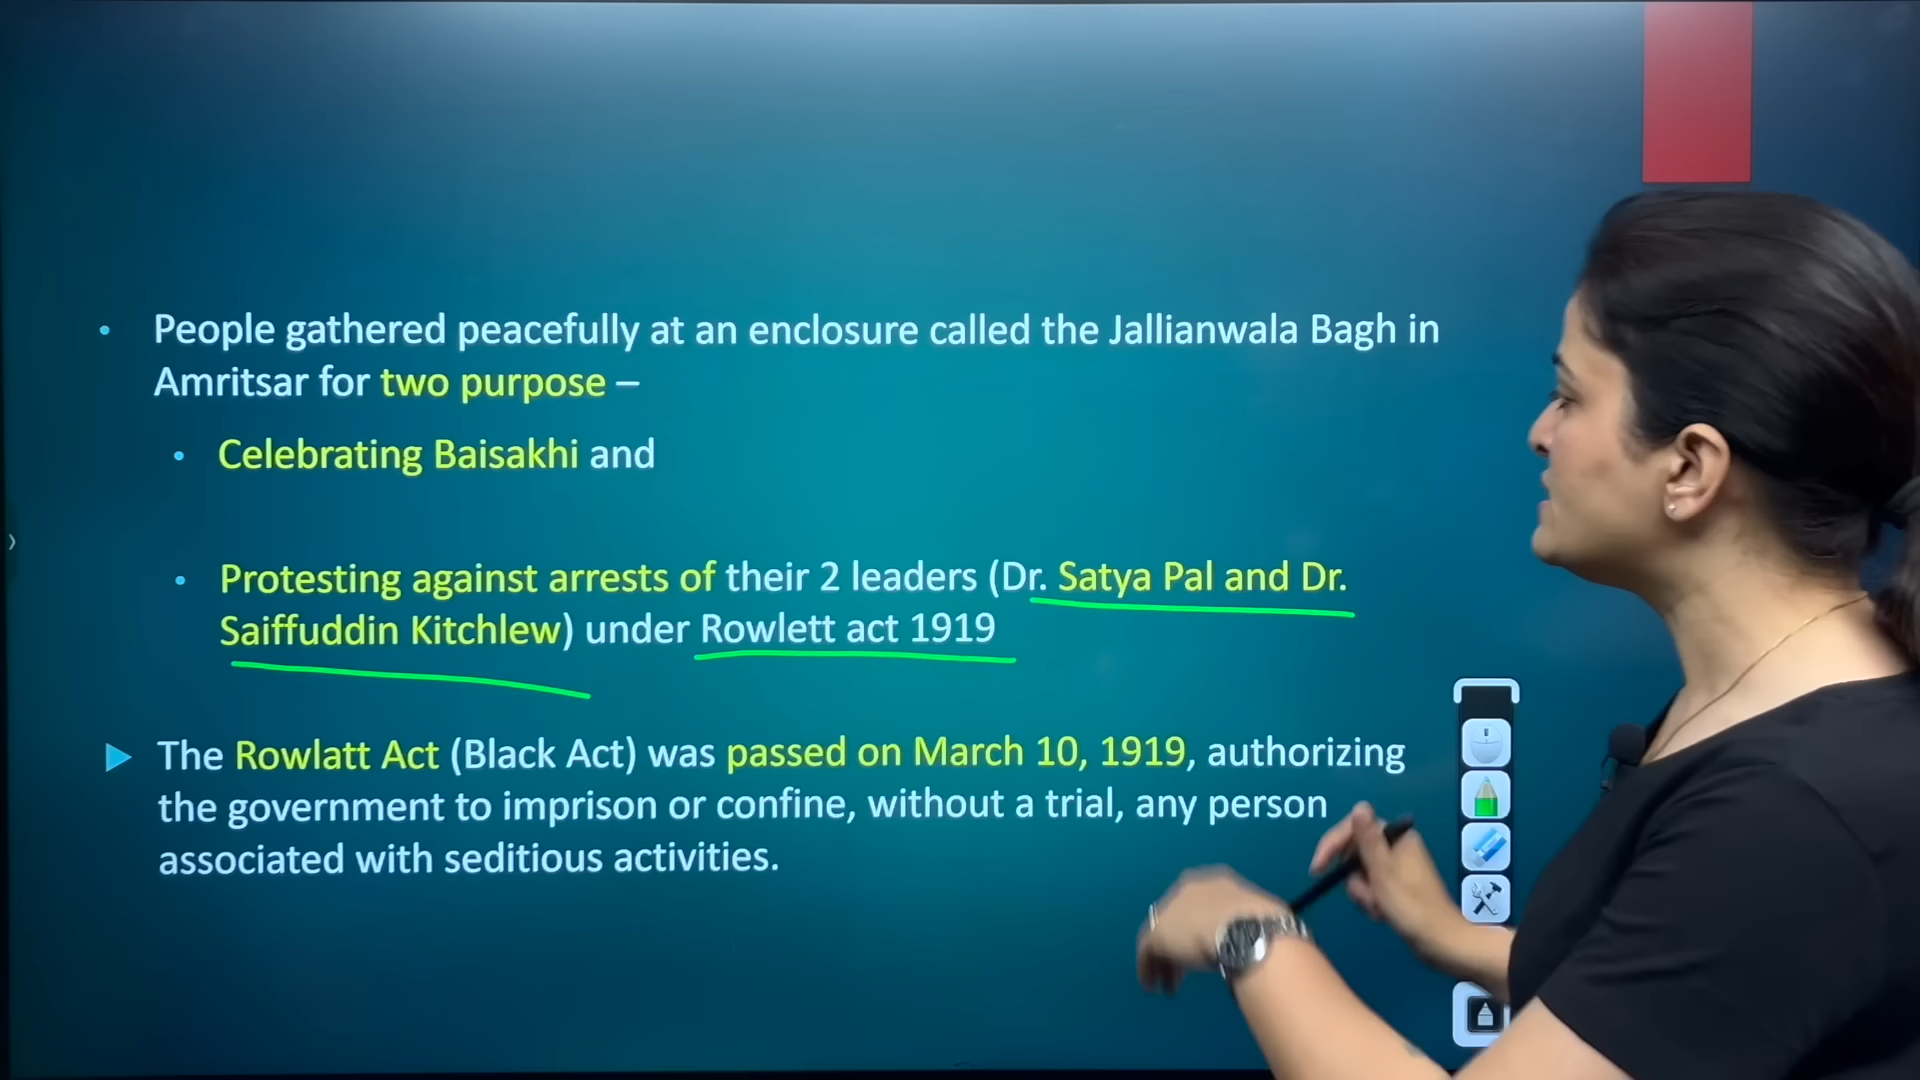 People gathered peacefully at an enclosure called the Jallianwala Bagh in
Amritsar for two purpose –
Celebrating Baisakhi and
Protesting against arrests of their 2 leaders (Dr. Satya Pal and Dr.
Saiffuddin Kitchlew) under Rowlett act 1919
The Rowlatt Act (Black Act) was passed on March 10, 1919, authorizing
the government to imprison or confine, without a trial, any person
associated with seditious activities.